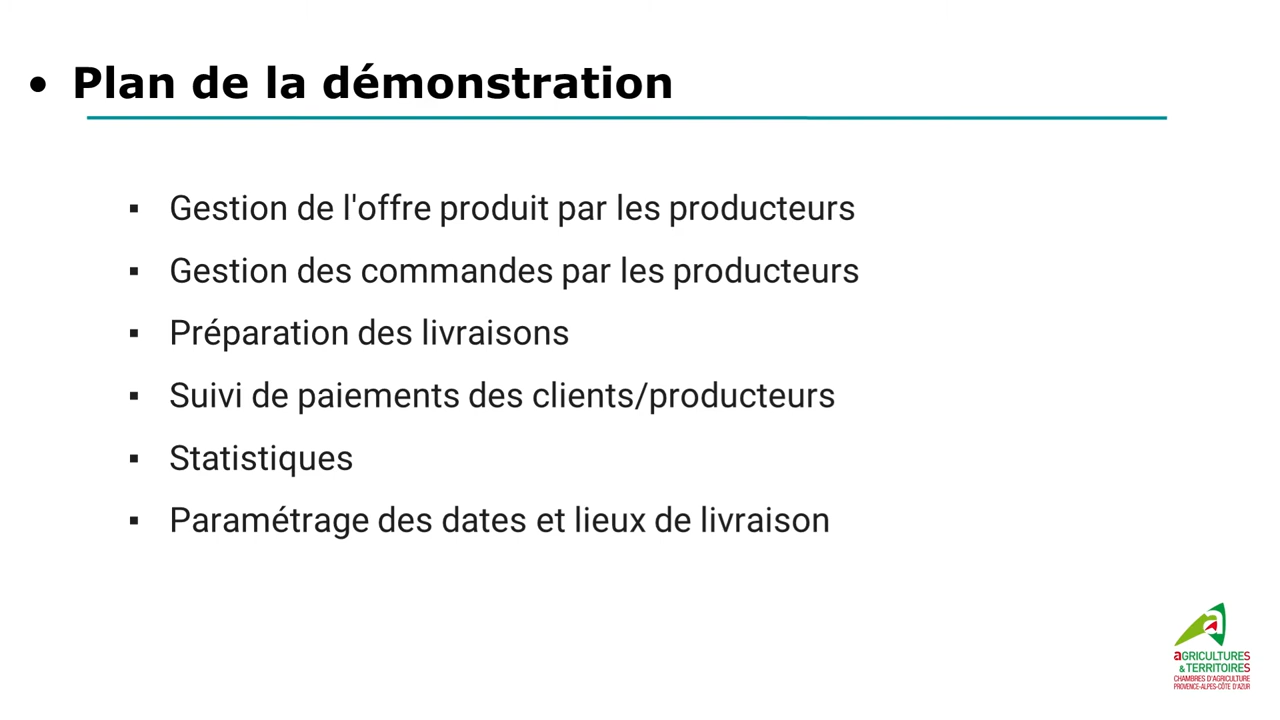 • Plan de la démonstration
▪ Gestion de l'offre produit par les producteurs
▪ Gestion des commandes par les producteurs
▪ Préparation des livraisons
▪ Suivi de paiements des clients/producteurs
▪ Statistiques
▪ Paramétrage des dates et lieux de livraison
a
aGRICULTURES
& TERRITOIRES
CHAMBRES D'AGRICULTURE
PROVENCE-ALPES-CÔTE D'AZUR